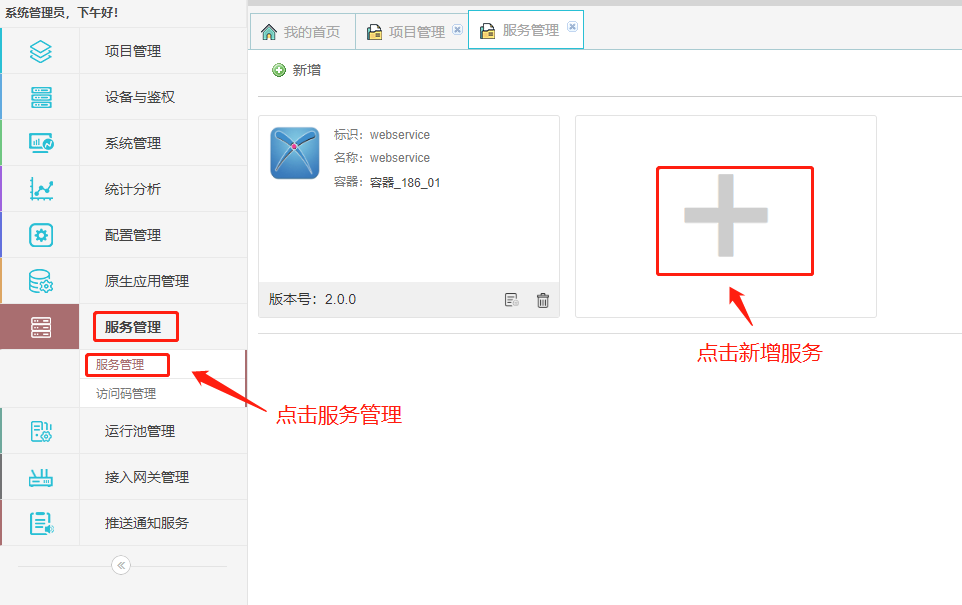 系统管理员，下午好！
项目管理
设备与鉴权
系统管理
统计分析
配置管理
原生应用管理
服务管理
服务管理
访问码管理
运行池管理
接入网关管理
推送通知服务
我的首页
项目管理
服务管理
新增
标识： webservice
名称： webservice
容器： 容器_186_01
版本号： 2.0.0
点击新增服务
点击服务管理